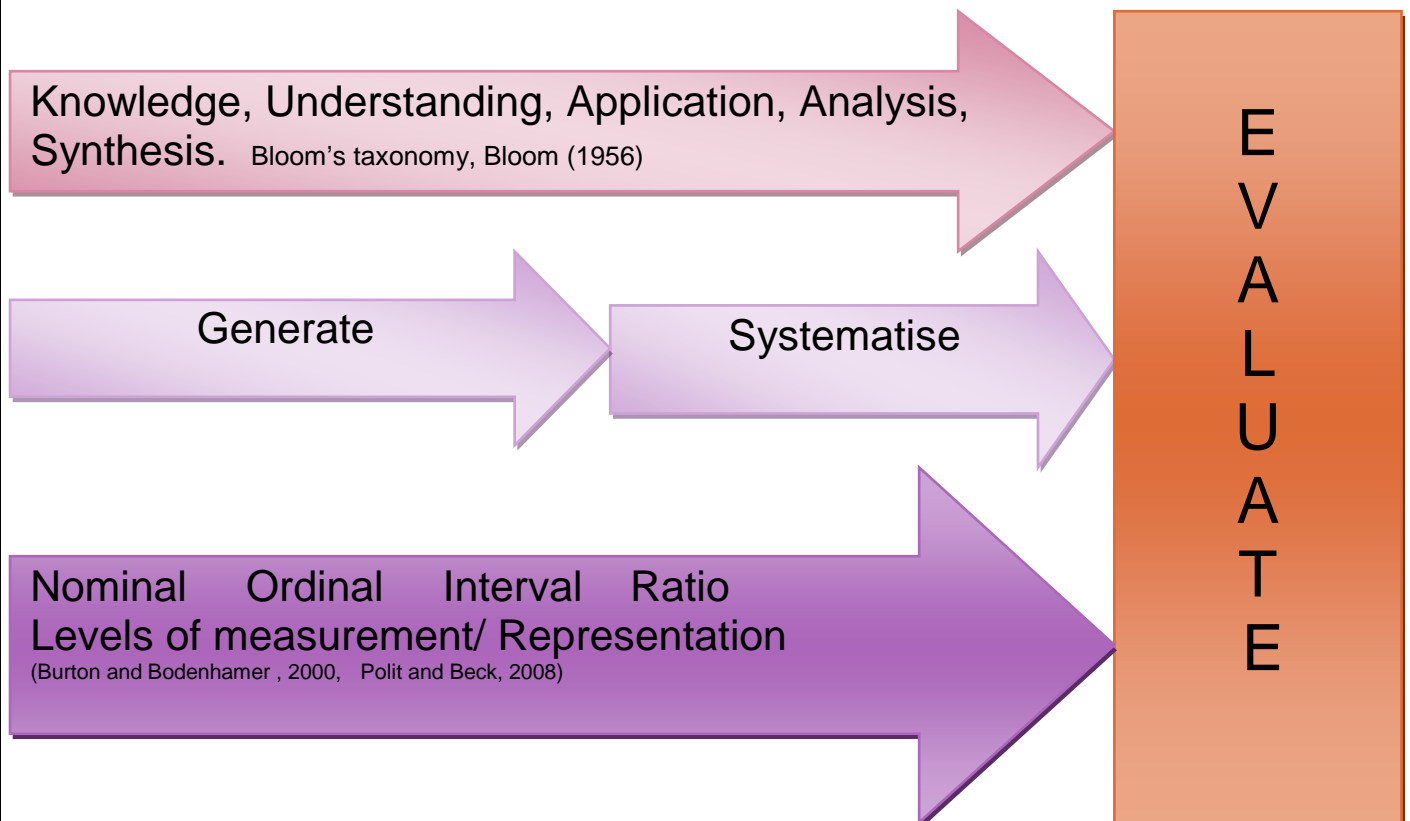 Knowledge, Understanding, Application, Analysis,
Synthesis. Bloom’s taxonomy, Bloom (1956)
Generate
Systematise
Nominal Ordinal Interval Ratio
Levels of measurement/ Representation
(Burton and Bodenhamer , 2000, Polit and Beck, 2008)
E
V
A
L
U
A
T
E